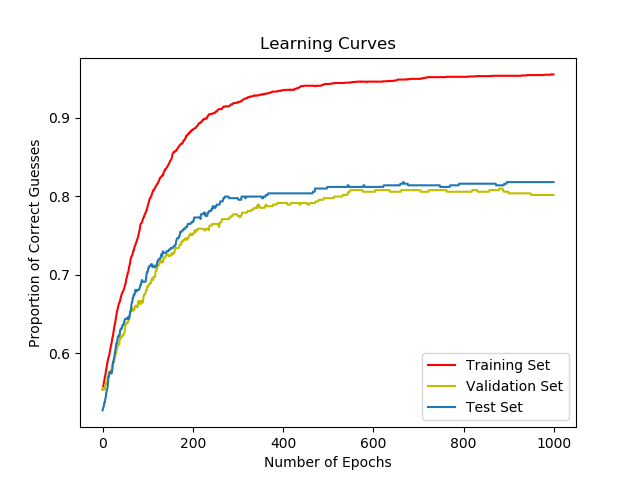 Learning Curves
Proportion of Correct Guesses
0.9
0.8
0.7
0.6
0
200
400
600
800
1000
Number of Epochs
Training Set
Validation Set
Test Set